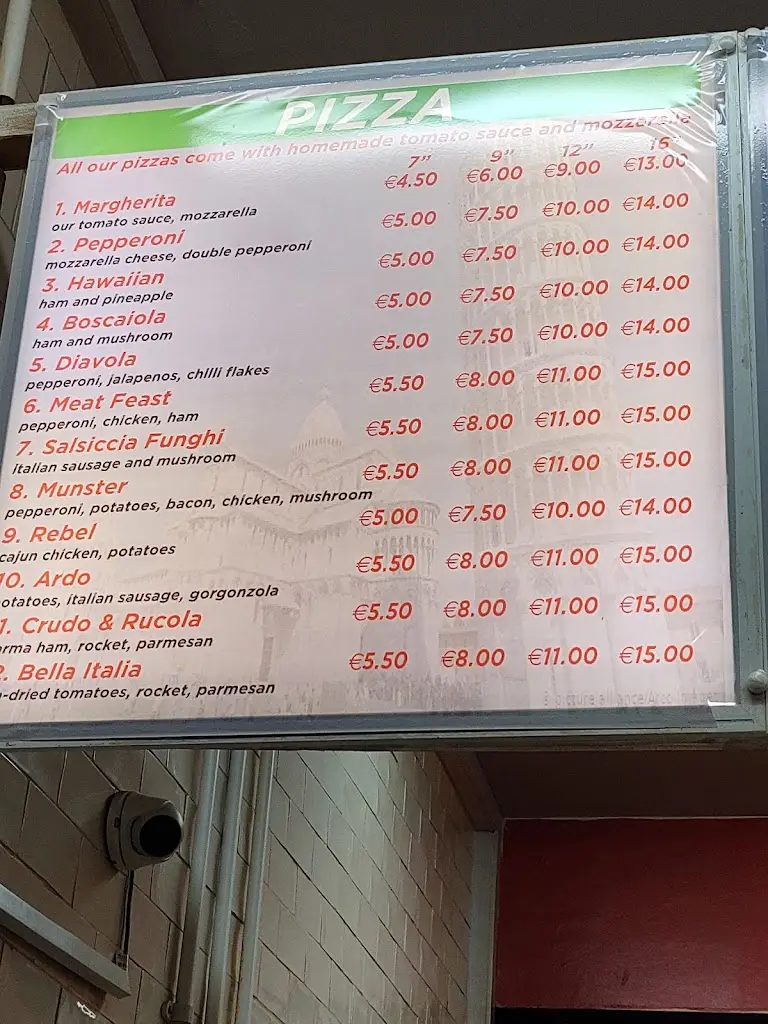 PIZZA
All our pizzas come with homemade tomato sauce and mozzarella
7” 9” 12” 16”
1. Margherita €4.50 €6.00 €9.00 €13.00
our tomato sauce, mozzarella
2. Pepperoni €5.00 €7.50 €10.00 €14.00
mozzarella cheese, double pepperoni
3. Hawaiian €5.00 €7.50 €10.00 €14.00
ham and pineapple
4. Boscaiola €5.00 €7.50 €10.00 €14.00
ham and mushroom
5. Diavola €5.00 €7.50 €10.00 €14.00
pepperoni, jalapenos, chilli flakes
6. Meat Feast €5.50 €8.00 €11.00 €15.00
pepperoni, chicken, ham
7. Salsiccia Funghi €5.50 €8.00 €11.00 €15.00
italian sausage and mushroom
8. Munster €5.50 €8.00 €11.00 €15.00
pepperoni, potatoes, bacon, chicken, mushroom
9. Rebel €5.00 €7.50 €10.00 €14.00
cajun chicken, potatoes
10. Ardo €5.50 €8.00 €11.00 €15.00
potatoes, italian sausage, gorgonzola
1. Crudo & Rucola €5.50 €8.00 €11.00 €15.00
arma ham, rocket, parmesan
2. Bella Italia €5.50 €8.00 €11.00 €15.00
n-dried tomatoes, rocket, parmesan